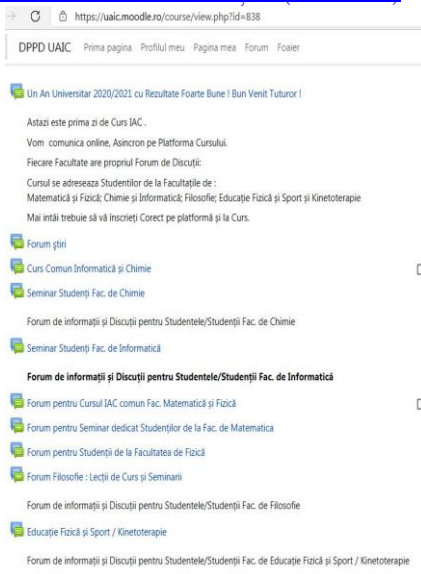 https://uaic.moodle.ro/course/view.php?id=838
DPPD UAIC Prima pagina Profilul meu Pagina mea Forum Foaier
Un An Universitar 2020/2021 cu Rezultate Foarte Bune ! Bun Venit Tuturor !
Astazi este prima zi de Curs IAC .
Vom comunica online, Asincron pe Platforma Cursului.
Fiecare Facultate are propriul Forum de Discuții:
Cursul se adreseaza Studentilor de la Facultațile de :
Matematică și Fizică; Chimie și Informatică; Filosofie; Educație Fizică și Sport si Kinetoterapie
Mai intâi trebuie să vă inscrieți Corect pe platformă și la Curs.
Forum știri
Curs Comun Informatică și Chimie
Seminar Studenți Fac. de Chimie
Forum de informații și Discuții pentru Studentele/Studenții Fac. de Chimie
Seminar Studenți Fac. de Informatică
Forum de informații și Discuții pentru Studentele/Studenții Fac. de Informatică
Forum pentru Cursul IAC comun Fac. Matematică și Fizică
Forum pentru Seminar dedicat Studenților de la Fac. de Matematica
Forum pentru Studenții de la Facultatea de Fizică
Forum Filosofie : Lecții de Curs și Seminarii
Forum de informații și Discuții pentru Studentele/Studenții Fac. de Filosofie
Educație Fizică și Sport / Kinetoterapie
Forum de informații și Discuții pentru Studentele/Studenții Fac. de Educație Fizică și Sport / Kinetoterapie